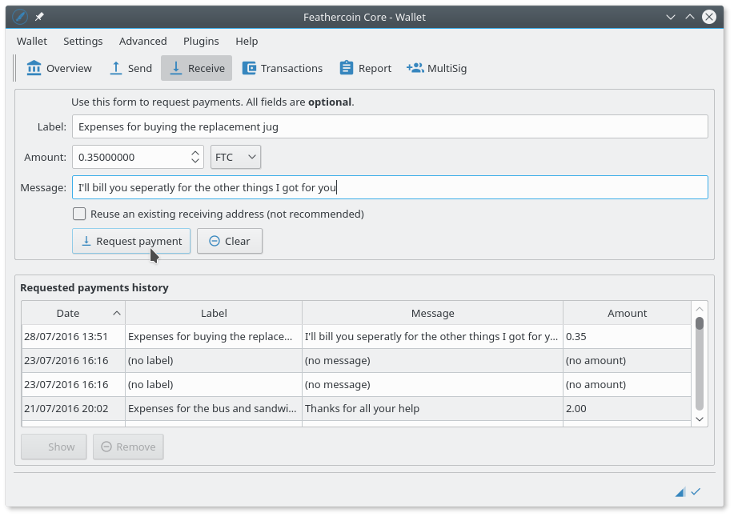 Feathercoin Core - Wallet
Wallet Settings Advanced Plugins Help
Overview Send Receive Transactions Report MultiSig
Use this form to request payments. All fields are optional.
Label: Expenses for buying the replacement jug
Amount: 0.35000000 FTC
Message: I'll bill you seperatly for the other things I got for you
Reuse an existing receiving address (not recommended)
Request payment Clear
Requested payments history
Date Label Message Amount
28/07/2016 13:51 Expenses for buying the replace... I'll bill you seperatly for the other things I got for y... 0.35
23/07/2016 16:16 (no label) (no message) (no amount)
23/07/2016 16:16 (no label) (no message) (no amount)
21/07/2016 20:02 Expenses for the bus and sandwi... Thanks for all your help 2.00
Show Remove